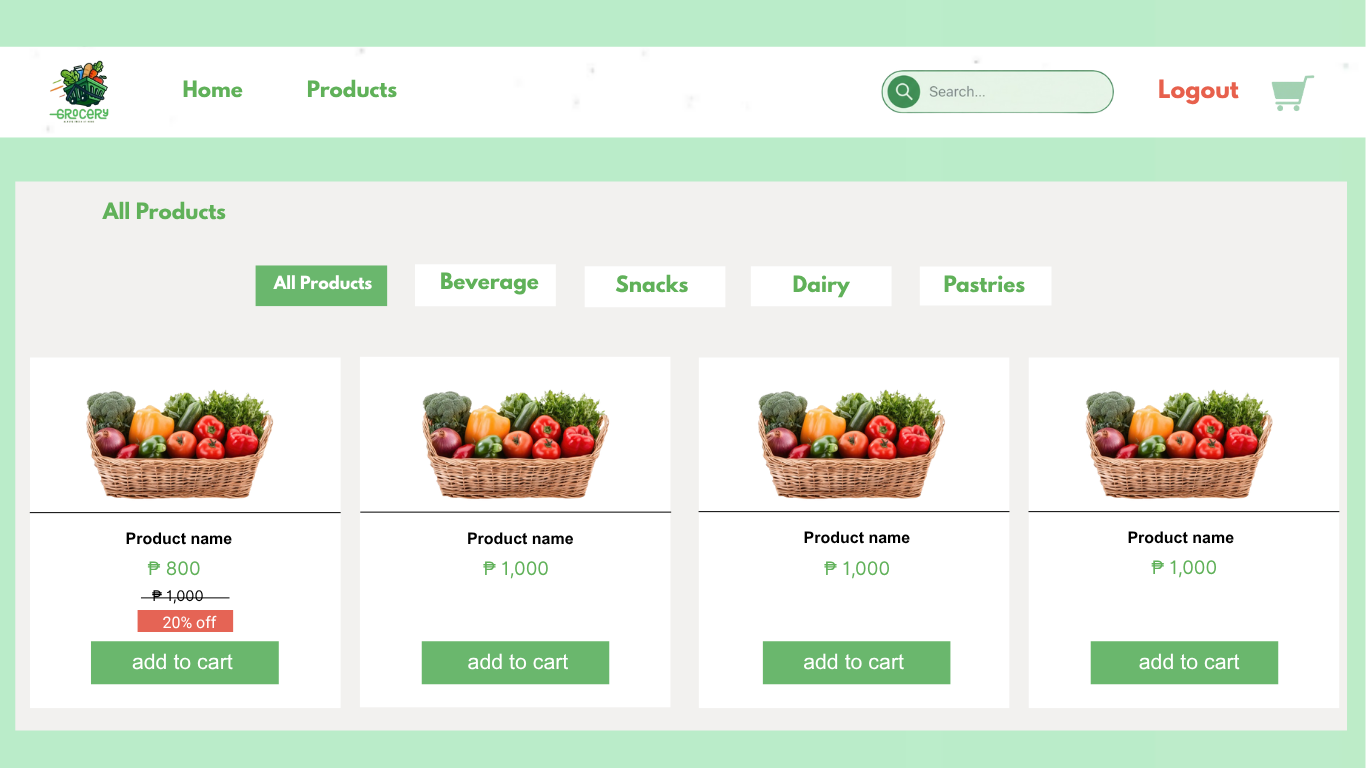 GROCERY
Home
Products
Search...
Logout
All Products
All Products
Beverage
Snacks
Dairy
Pastries
Product name
₱ 800
₱ 1,000
20% off
add to cart
Product name
₱ 1,000
add to cart
Product name
₱ 1,000
add to cart
Product name
₱ 1,000
add to cart